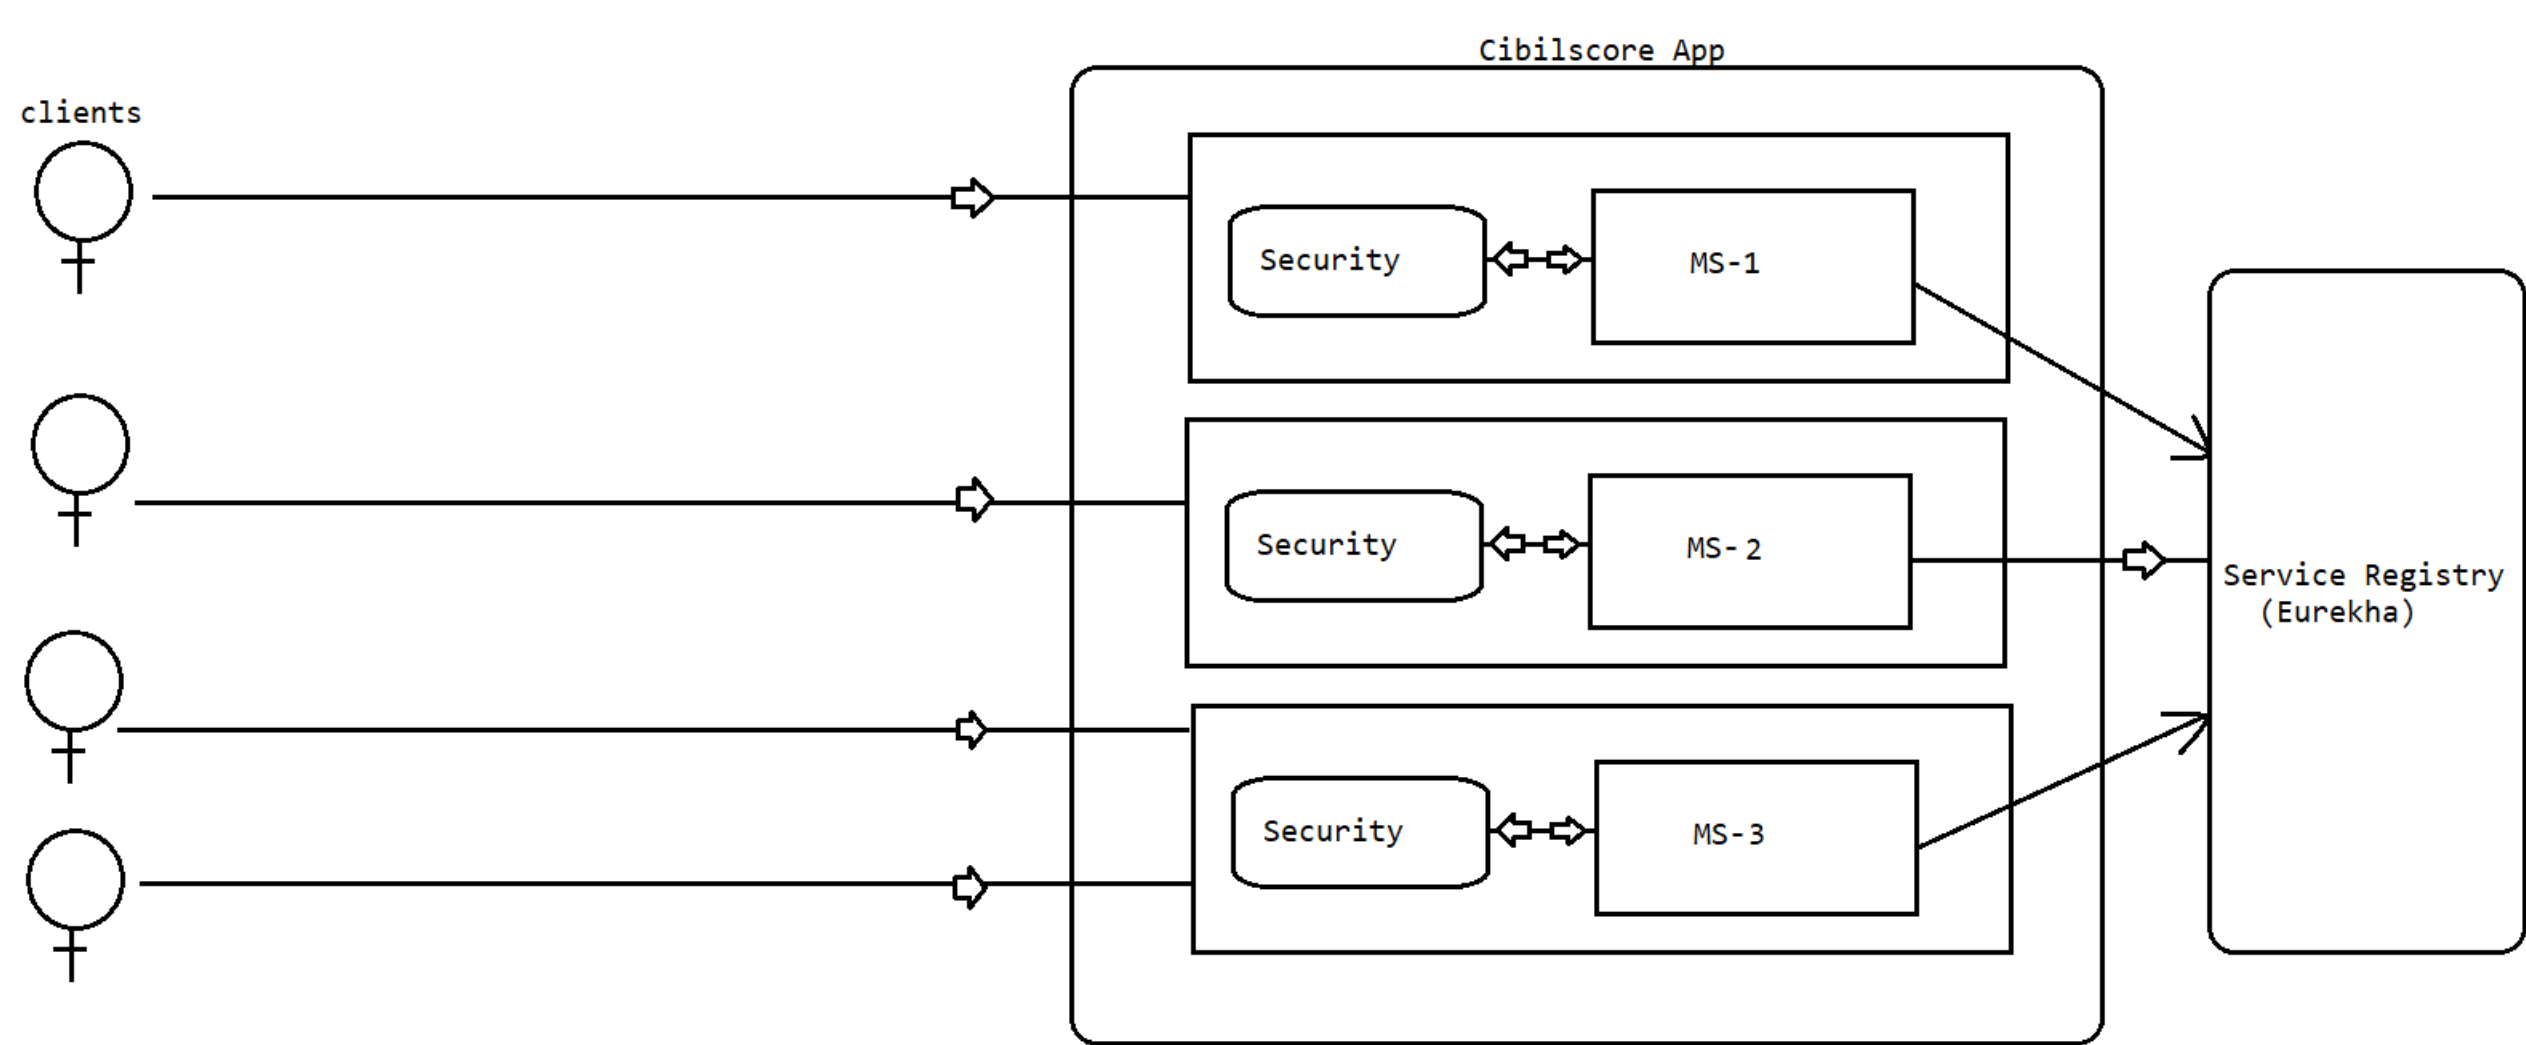 Cibilscore App
clients
Security
MS-1
Security
MS-2
Service Registry
(Eurekha)
Security
MS-3